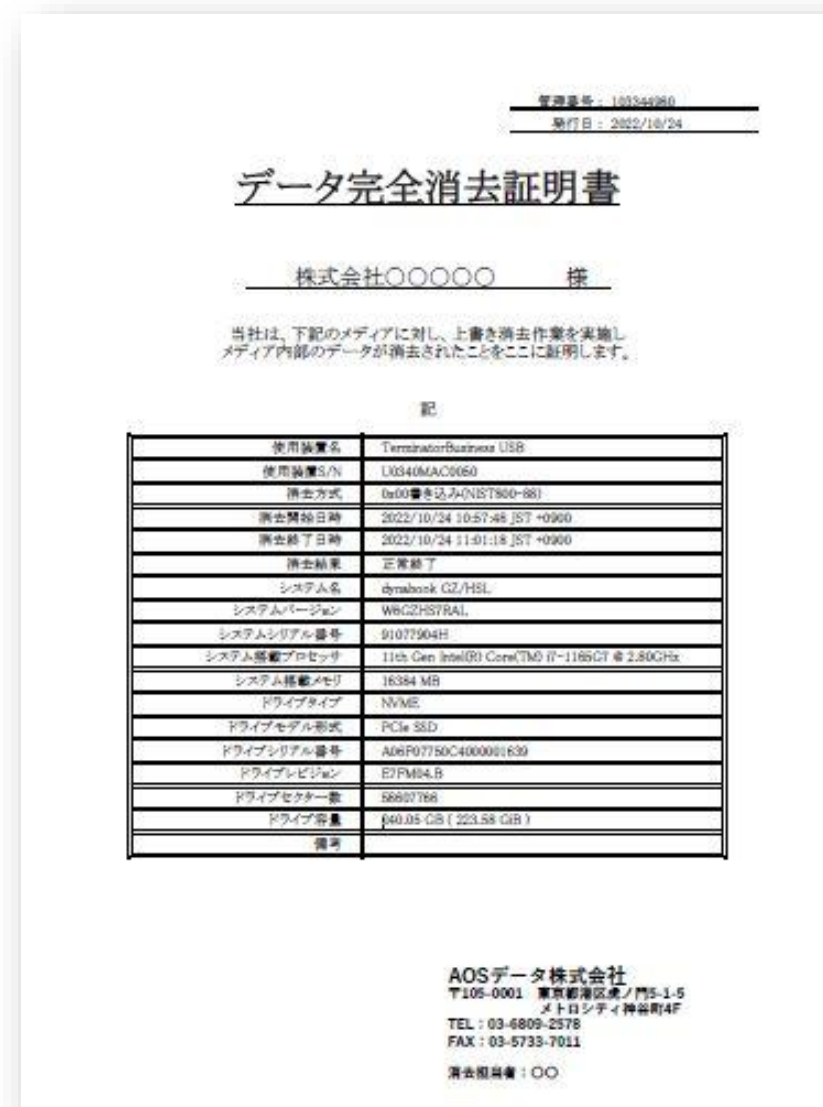 管理番号： 103344980
発行日： 2022/10/24
データ完全消去証明書
株式会社〇〇〇〇〇 様
当社は、下記のメディアに対し、上書き消去作業を実施し
メディア内部のデータが消去されたことをここに証明します。
記
使用装置名 TerminatorBusiness USB
使用装置S/N U0340MAC0050
消去方式 0x00書き込み(NIST800-88)
消去開始日時 2022/10/24 10:57:46 JST +0900
消去終了日時 2022/10/24 11:01:18 JST +0900
消去結果 正常終了
システム名 dynabook GZ/HSL
システムバージョン W6GZHS7RAL
システムシリアル番号 91077904H
システム搭載プロセッサ 11th Gen Intel(R) Core(TM) i7-1165G7 @ 2.80GHz
システム搭載メモリ 16384 MB
ドライブタイプ NVME
ドライブモデル形式 PCIe SSD
ドライブシリアル番号 A06F07750C4000001639
ドライブレビジョン E7FM04.B
ドライブセクター数
ドライブ容量 ( 223.58 GiB )
備考
AOSデータ株式会社
〒105-0001 東京都港区虎ノ門5-1-5
メトロシティ神谷町4F
TEL：03-6809-2578
FAX：03-5733-7011
消去担当者：〇〇